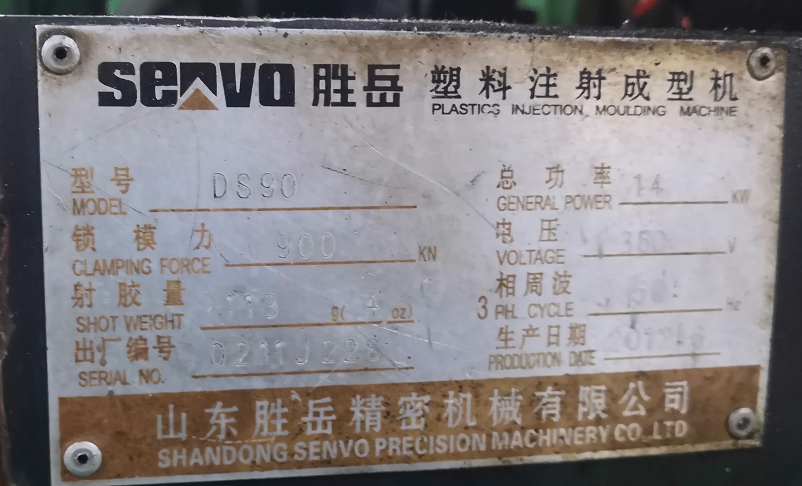 SENVO 胜岳 塑料注射成型机
PLASTICS INJECTION MOULDING MACHINE
型号 DS90
MODEL
锁模力 900 KN
CLAMPING FORCE
射胶量 113 g( 4 oz)
SHOT WEIGHT
出厂编号
SERIAL NO.
总功率 14 KW
GENERAL POWER
电压 380 V
VOLTAGE
相周波 50 Hz
3 PH. CYCLE
生产日期
PRODUCTION DATE
山东胜岳精密机械有限公司
SHANDONG SENVO PRECISION MACHINERY CO.,LTD